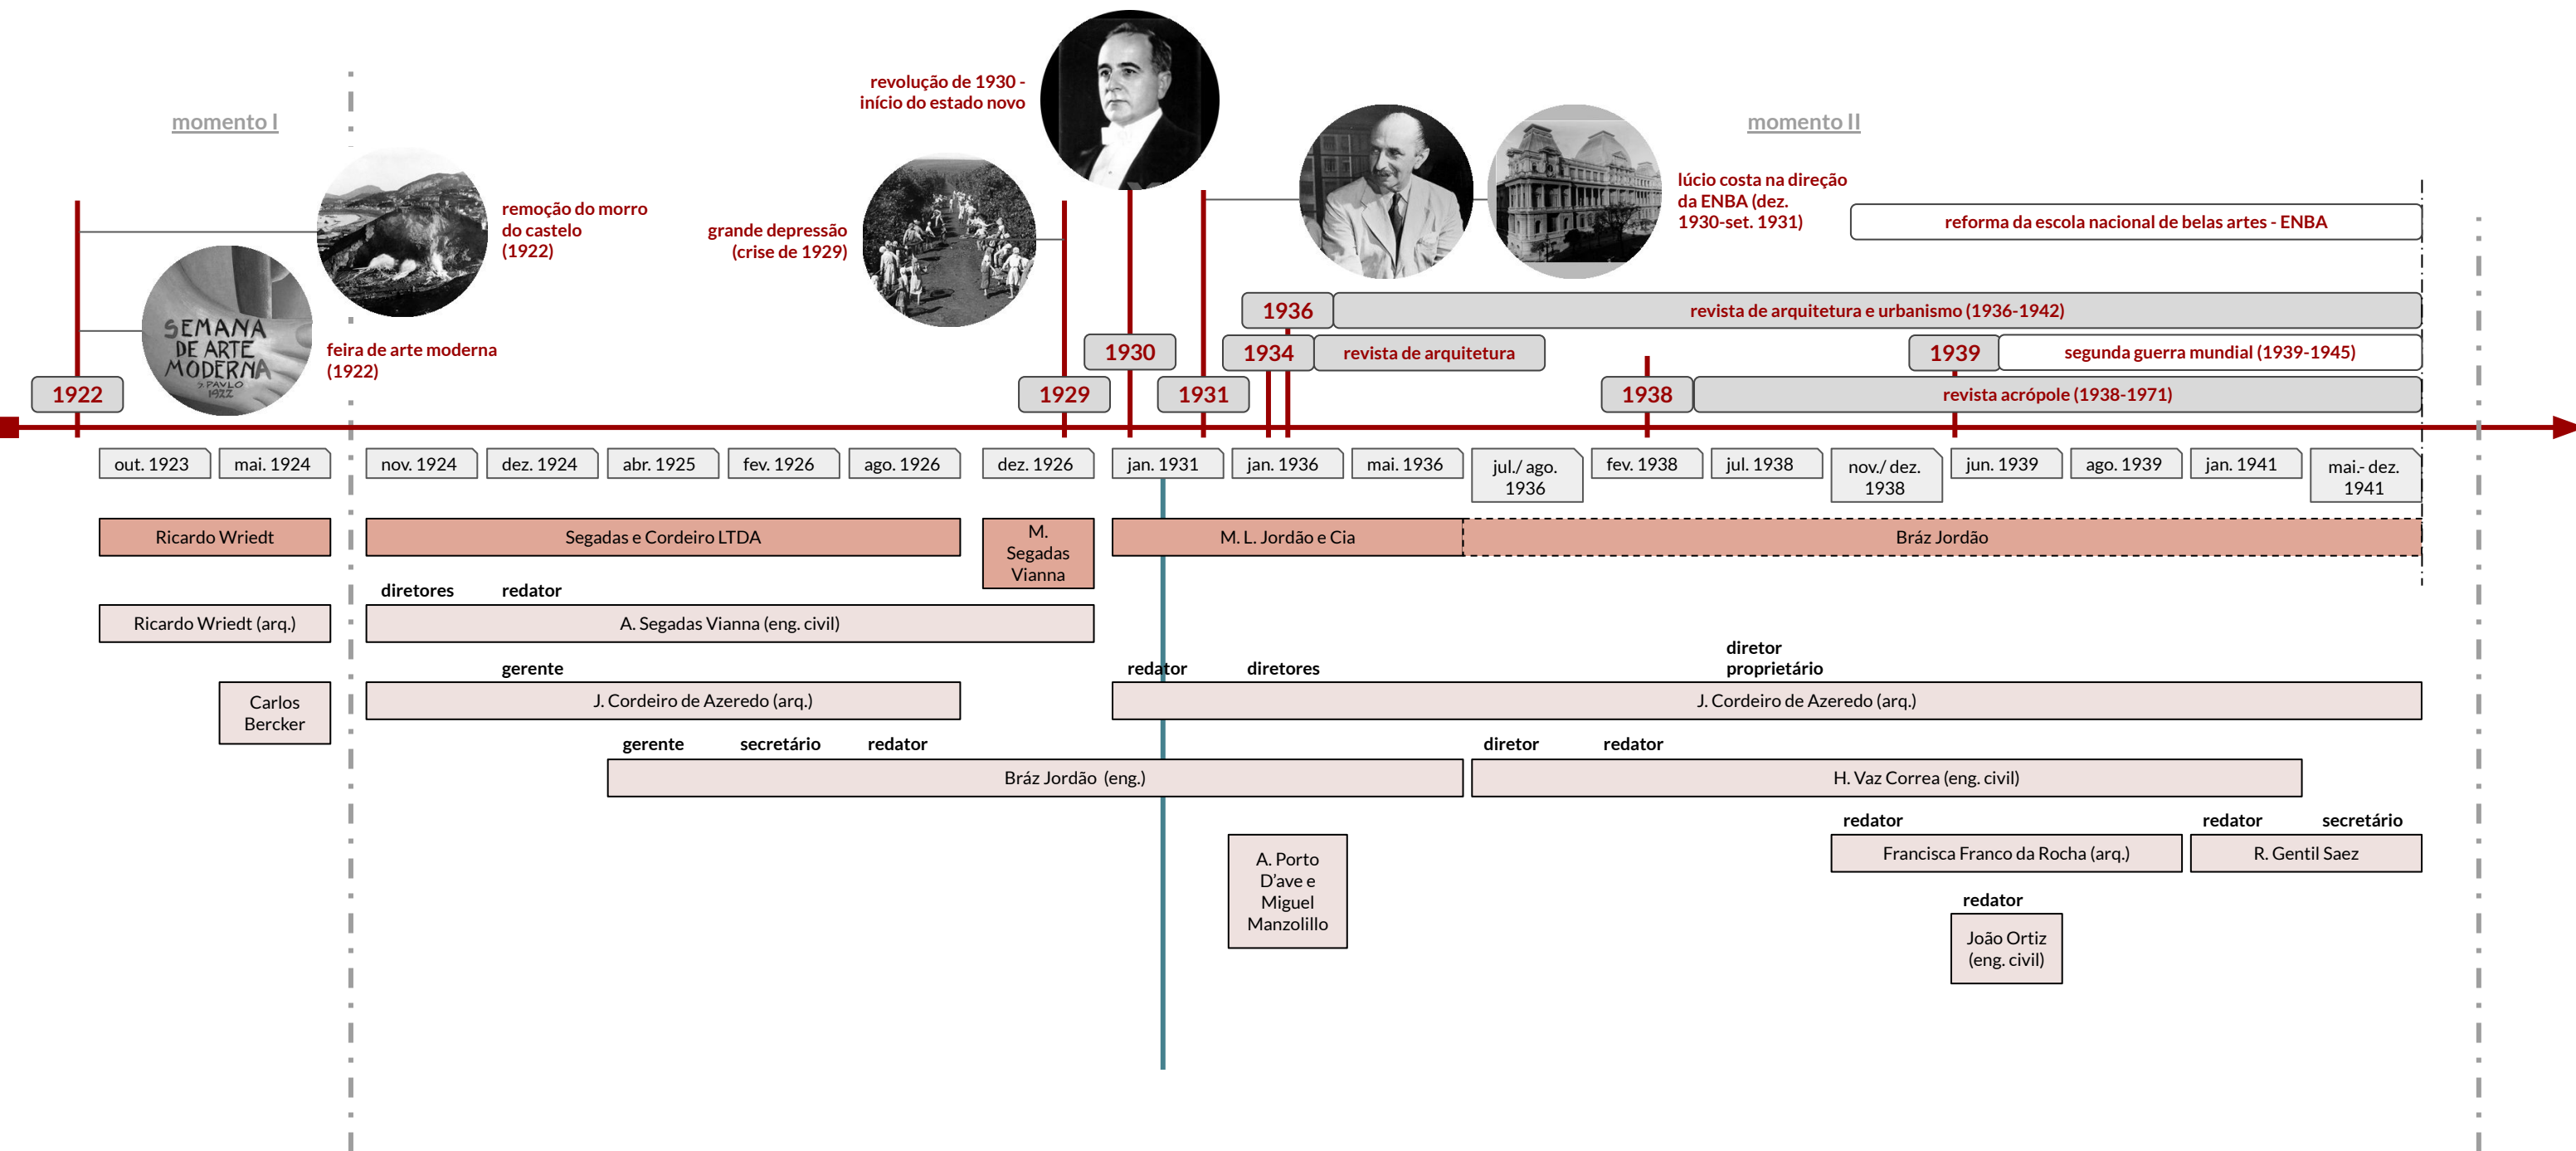 revolução de 1930 -
início do estado novo
momento I
momento II
lúcio costa na direção
da ENBA (dez.
1930-set. 1931)
remoção do morro
do castelo
(1922)
grande depressão
(crise de 1929)
reforma da escola nacional de belas artes - ENBA
SEMANA
DE ARTE
MODERNA
S. PAVLO
1922
feira de arte moderna
(1922)
1936
revista de arquitetura e urbanismo (1936-1942)
1930
1934
revista de arquitetura
1939
segunda guerra mundial (1939-1945)
1922
1929
1931
1938
revista acrópole (1938-1971)
out. 1923
mai. 1924
nov. 1924
dez. 1924
abr. 1925
fev. 1926
ago. 1926
dez. 1926
jan. 1931
jan. 1936
mai. 1936
jul./ ago.
1936
fev. 1938
jul. 1938
nov./ dez.
1938
jun. 1939
ago. 1939
jan. 1941
mai.- dez.
1941
Ricardo Wriedt
Segadas e Cordeiro LTDA
M.
Segadas
Vianna
M. L. Jordão e Cia
Bráz Jordão
diretores
redator
Ricardo Wriedt (arq.)
A. Segadas Vianna (eng. civil)
gerente
redator
diretores
diretor
proprietário
Carlos
Bercker
J. Cordeiro de Azeredo (arq.)
J. Cordeiro de Azeredo (arq.)
gerente
secretário
redator
diretor
redator
Bráz Jordão (eng.)
H. Vaz Correa (eng. civil)
redator
redator
secretário
A. Porto
D'ave e
Miguel
Manzolillo
Francisca Franco da Rocha (arq.)
R. Gentil Saez
redator
João Ortiz
(eng. civil)